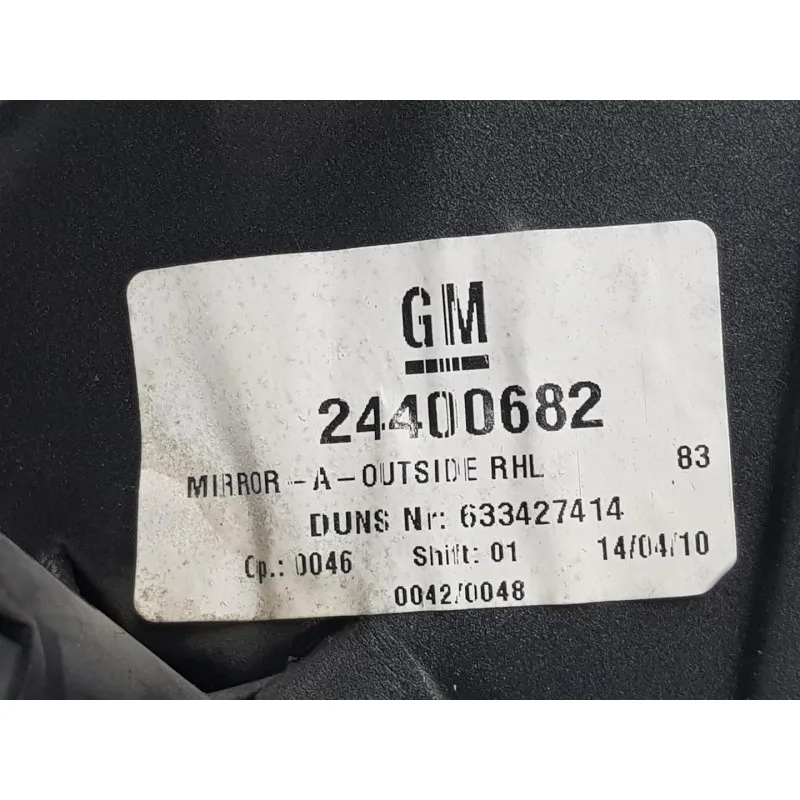 GM
24400682
MIRROR-A-OUTSIDE RHL 83
DUNS Nr: 633427414
Op.: 0046 Shift: 01 14/04/10
0042/0048